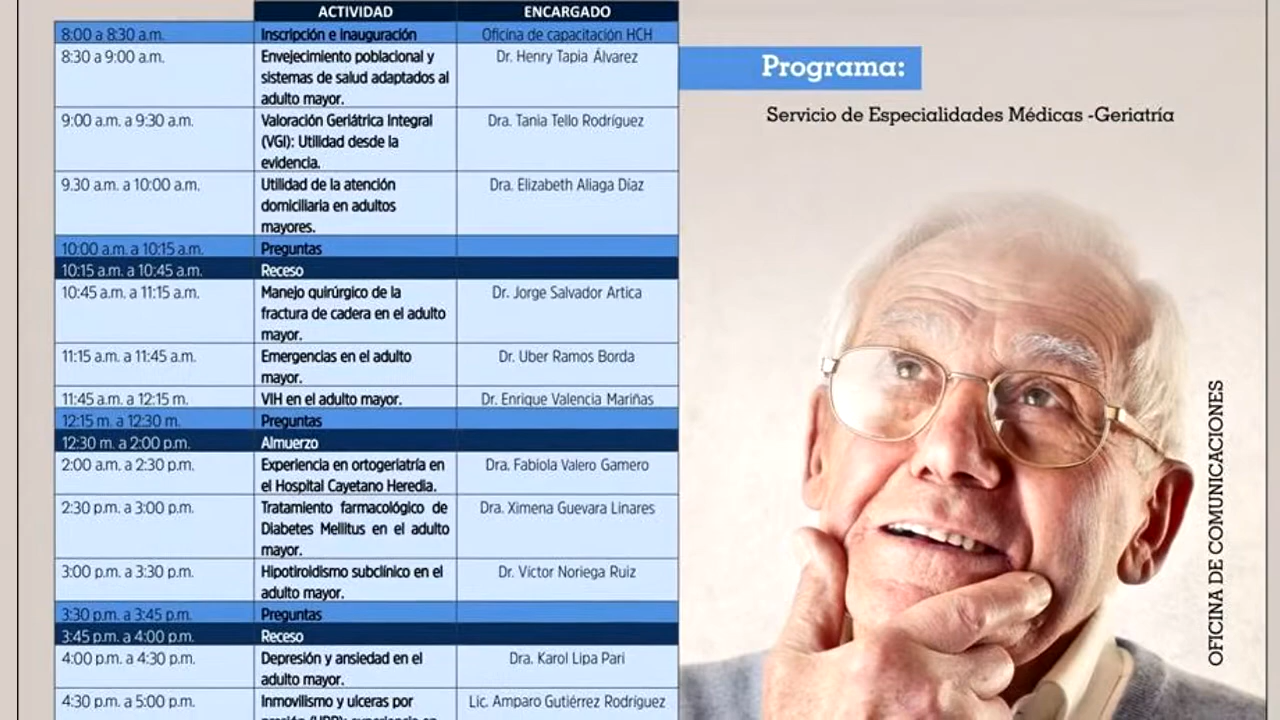 ACTIVIDAD ENCARGADO
8:00 a 8:30 a.m. Inscripción e Inauguración Oficina de capacitación HCH
8:30 a 9:00 a.m. Envejecimiento poblacional y Dr. Henry Tapia Álvarez
sistemas de salud adaptados al
adulto mayor.
9:00 a.m. a 9:30 a.m. Valoración Geriátrica Integral Dra. Tania Tello Rodríguez
(VGI): Utilidad desde la
evidencia.
9.30 a.m. a 10:00 a.m. Utilidad de la atención Dra. Elizabeth Aliaga Díaz
domiciliaria en adultos
mayores.
10:00 a.m. a 10:15 a.m. Preguntas
10:15 a.m. a 10:45 a.m. Receso
10:45 a.m. a 11:15 a.m. Manejo quirúrgico de la Dr. Jorge Salvador Artica
fractura de cadera en el adulto
mayor.
11:15 a.m. a 11:45 a.m. Emergencias en el adulto Dr. Uber Ramos Borda
mayor.
11:45 a.m. a 12:15 m. VIH en el adulto mayor. Dr. Enrique Valencia Mariñas
12:15 m. a 12:30 m. Preguntas
12:30 m. a 2:00 p.m. Almuerzo
2:00 a.m. a 2:30 p.m. Experiencia en ortogeriatría en Dra. Fabiola Valero Gamero
el Hospital Cayetano Heredia.
2:30 p.m. a 3:00 p.m. Tratamiento farmacológico de Dra. Ximena Guevara Linares
Diabetes Mellitus en el adulto
mayor.
3:00 p.m. a 3:30 p.m. Hipotiroidismo subclínico en el Dr. Víctor Noriega Ruiz
adulto mayor.
3:30 p.m. a 3:45 p.m. Preguntas
3:45 p.m. a 4:00 p.m. Receso
4:00 p.m. a 4:30 p.m. Depresión y ansiedad en el Dra. Karol Lipa Pari
adulto mayor.
4:30 p.m. a 5:00 p.m. Inmovilismo y ulceras por Lic. Amparo Gutiérrez Rodríguez
Programa:
Servicio de Especialidades Médicas -Geriatría
OFICINA DE COMUNICACIONES